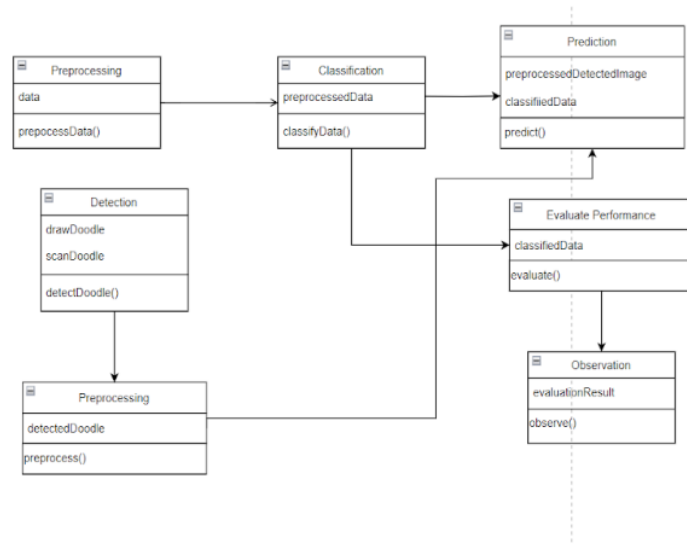 Preprocessing
data
prepocessData()
Classification
preprocessedData
classifyData()
Prediction
preprocessedDetectedImage
classifiiedData
predict()
Detection
drawDoodle
scanDoodle
detectDoodle()
Evaluate Performance
classifiedData
evaluate()
Preprocessing
detectedDoodle
preprocess()
Observation
evaluationResult
observe()